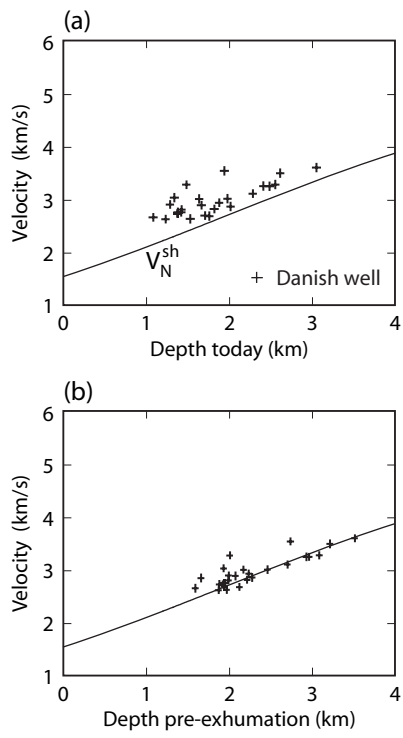 (a)
6
5
4
3
2
1
Velocity (km/s)
V_N^sh
+ Danish well
0 1 2 3 4
Depth today (km)
(b)
6
5
4
3
2
1
Velocity (km/s)
0 1 2 3 4
Depth pre-exhumation (km)